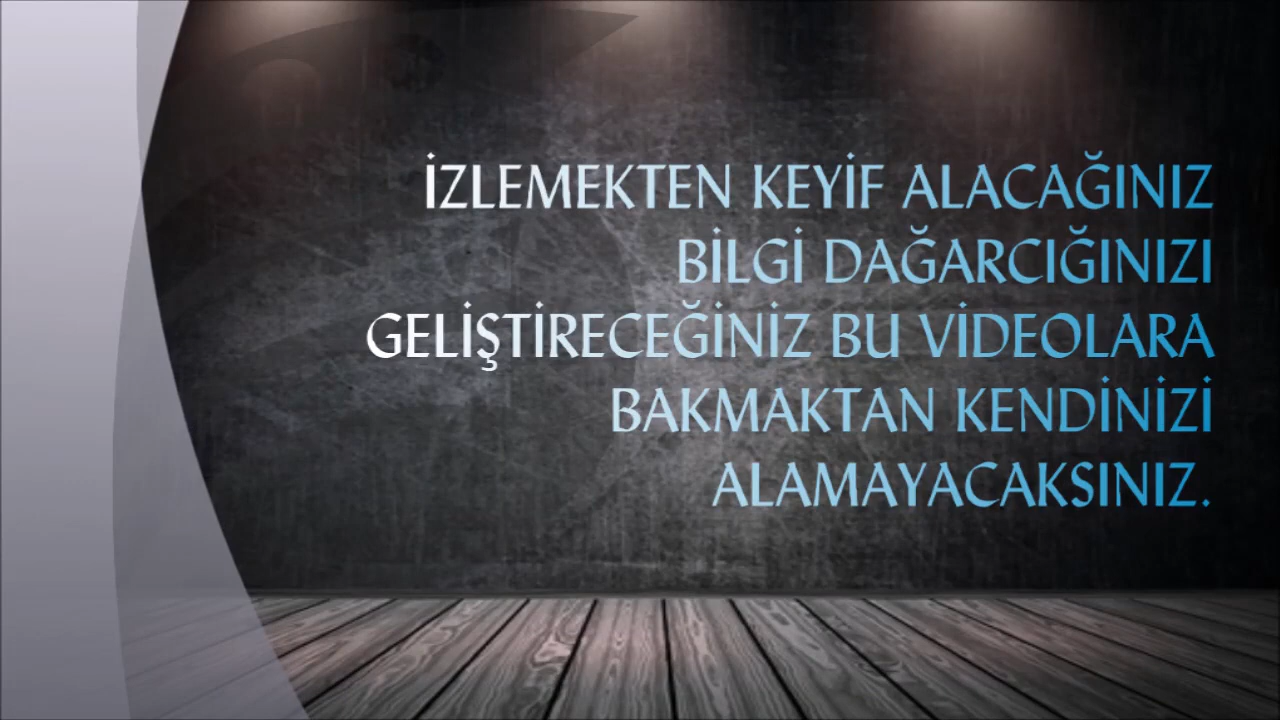 İZLEMEKTEN KEYİF ALACAĞINIZ
BİLGİ DAĞARCIĞINIZI
GELİŞTİRECEĞİNİZ BU VİDEOLARA
BAKMAKTAN KENDİNİZİ
ALAMAYACAKSINIZ.